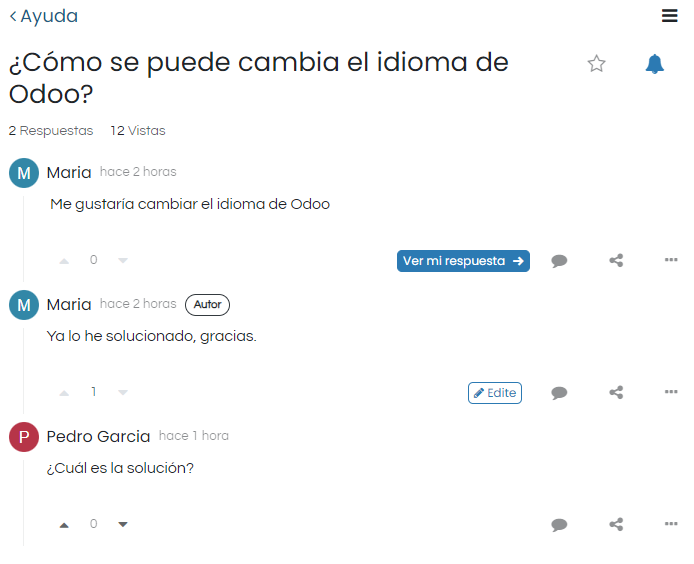 Ayuda
¿Cómo se puede cambia el idioma de
Odoo?
2 Respuestas 12 Vistas
M Maria hace 2 horas
Me gustaría cambiar el idioma de Odoo
0 Ver mi respuesta
M Maria hace 2 horas Autor
Ya lo he solucionado, gracias.
1 Edite
P Pedro Garcia hace 1 hora
¿Cuál es la solución?
0